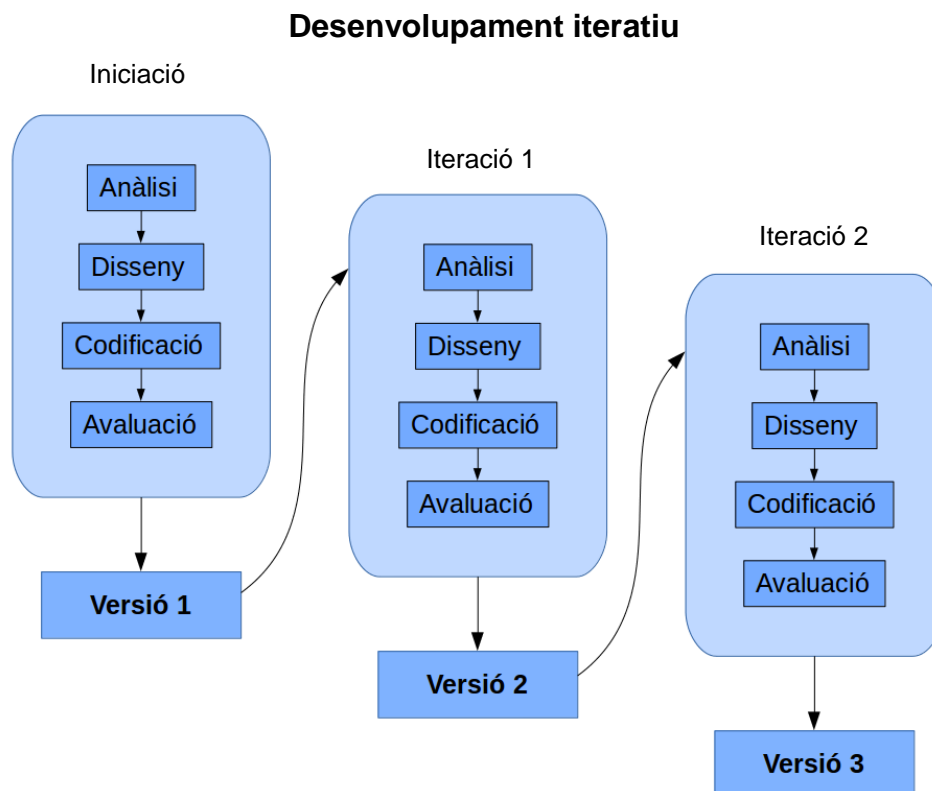 Desenvolupament iteratiu
Iniciació
Anàlisi
Disseny
Codificació
Avaluació
Versió 1
Iteració 1
Anàlisi
Disseny
Codificació
Avaluació
Versió 2
Iteració 2
Anàlisi
Disseny
Codificació
Avaluació
Versió 3